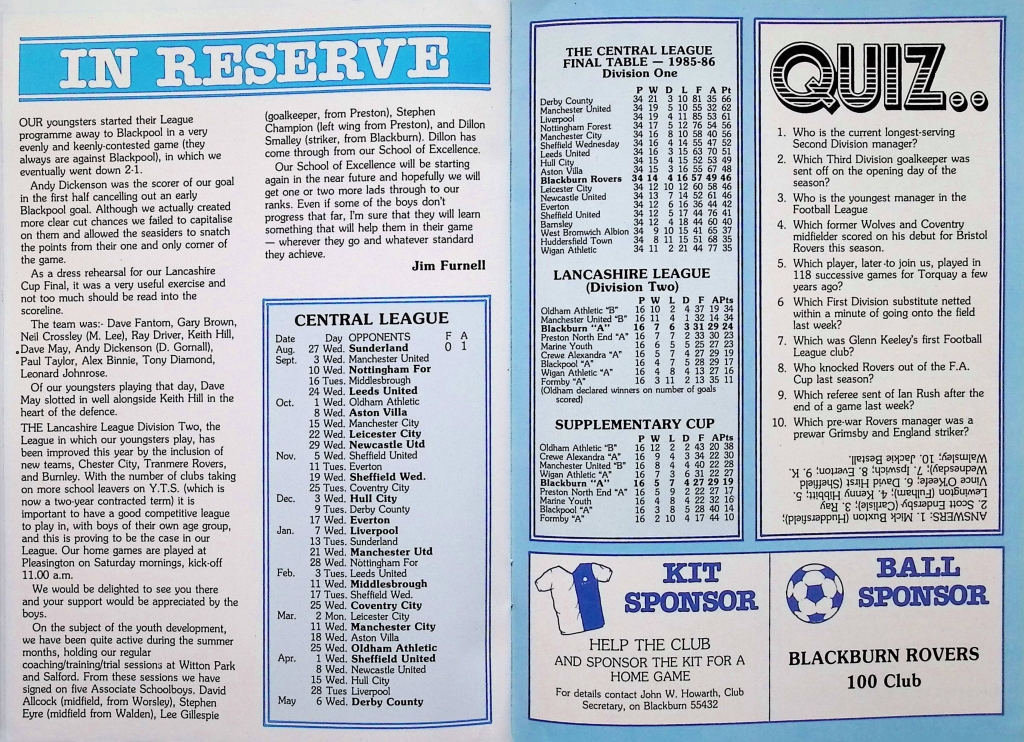 IN RESERVE
OUR youngsters started their League
programme away to Blackpool in a very
evenly and keenly-contested game (they
always are against Blackpool), in which we
eventually went down 2-1.
Andy Dickenson was the scorer of our goal
in the first half cancelling out an early
Blackpool goal. Although we actually created
more clear cut chances we failed to capitalise
on them and allowed the seasiders to snatch
the points from their one and only corner of
the game.
As a dress rehearsal for our Lancashire
Cup Final, it was a very useful exercise and
not too much should be read into the
scoreline.
The team was:- Dave Fantom, Gary Brown,
Neil Crossley (M. Lee), Ray Driver, Keith Hill,
Dave May, Andy Dickenson (D. Gornall),
Paul Taylor, Alex Binnie, Tony Diamond,
Leonard Johnrose.
Of our youngsters playing that day, Dave
May slotted in well alongside Keith Hill in the
heart of the defence.
THE Lancashire League Division Two, the
League in which our youngsters play, has
been improved this year by the inclusion of
new teams, Chester City, Tranmere Rovers,
and Burnley. With the number of clubs taking
on more school leavers on Y.T.S. (which is
now a two-year contracted term) it is
important to have a good competitive league
to play in, with boys of their own age group,
and this is proving to be the case in our
League. Our home games are played at
Pleasington on Saturday mornings, kick-off
11.00 a.m.
We would be delighted to see you there
and your support would be appreciated by the
boys.
On the subject of the youth development,
we have been quite active during the summer
months, holding our regular
coaching/training/trial sessions at Witton Park
and Salford. From these sessions we have
signed on five Associate Schoolboys. David
Allcock (midfield, from Worsley), Stephen
Eyre (midfield from Walden), Lee Gillespie
(goalkeeper, from Preston), Stephen
Champion (left wing from Preston), and Dillon
Smalley (striker, from Blackburn). Dillon has
come through from our School of Excellence.
Our School of Excellence will be starting
again in the near future and hopefully we will
get one or two more lads through to our
ranks. Even if some of the boys don't
progress that far, I'm sure that they will learn
something that will help them in their game
— wherever they go and whatever standard
they achieve.
Jim Furnell
CENTRAL LEAGUE
Date Day OPPONENTS F A
Aug. 27 Wed. Sunderland 0 1
Sept. 3 Wed. Manchester United
10 Wed. Nottingham For
16 Tues. Middlesbrough
24 Wed. Leeds United
Oct. 1 Wed. Oldham Athletic
8 Wed. Aston Villa
15 Wed. Manchester City
22 Wed. Leicester City
29 Wed. Newcastle Utd
Nov. 5 Wed. Sheffield United
11 Tues. Everton
19 Wed. Sheffield Wed.
25 Tues. Coventry City
Dec. 3 Wed. Hull City
9 Tues. Derby County
17 Wed. Everton
Jan. 7 Wed. Liverpool
13 Tues. Sunderland
21 Wed. Manchester Utd
28 Wed. Nottingham For
Feb. 3 Tues. Leeds United
11 Wed. Middlesbrough
17 Tues. Sheffield Wed.
25 Wed. Coventry City
Mar. 2 Mon. Leicester City
11 Wed. Manchester City
18 Wed. Aston Villa
25 Wed. Oldham Athletic
Apr. 1 Wed. Sheffield United
8 Wed. Newcastle United
15 Wed. Hull City
28 Tues Liverpool
May 6 Wed. Derby County
THE CENTRAL LEAGUE
FINAL TABLE — 1985-86
Division One
P W D L F A Pt
Derby County 34 21 3 10 81 35 66
Manchester United 34 19 5 10 55 32 62
Liverpool 34 19 4 11 85 53 61
Nottingham Forest 34 17 5 12 76 54 56
Manchester City 34 16 8 10 58 40 56
Sheffield Wednesday 34 16 4 14 55 47 52
Leeds United 34 16 3 15 63 70 51
Hull City 34 15 4 15 52 53 49
Aston Villa 34 15 3 16 55 67 48
Blackburn Rovers 34 14 4 16 57 49 46
Leicester City 34 12 10 12 60 58 46
Newcastle United 34 13 7 14 52 61 46
Everton 34 12 6 16 36 44 42
Sheffield United 34 12 5 17 44 76 41
Barnsley 34 12 4 18 44 60 40
West Bromwich Albion 34 9 10 15 41 65 37
Huddersfield Town 34 8 11 15 51 68 35
Wigan Athletic 34 11 2 21 44 77 35
LANCASHIRE LEAGUE
(Division Two)
P W L D F APts
Oldham Athletic "B" 16 10 2 4 37 19 34
Manchester United "B" 16 11 4 1 32 14 34
Blackburn "A" 16 7 6 3 31 29 24
Preston North End "A" 16 7 7 2 33 30 23
Marine Youth 16 6 5 5 25 27 23
Crewe Alexandra "A" 16 5 7 4 27 29 19
Blackpool "A" 16 4 7 5 28 29 17
Wigan Athletic "A" 16 4 8 4 13 27 16
Formby "A" 16 3 11 2 13 35 11
(Oldham declared winners on number of goals
scored)
SUPPLEMENTARY CUP
P W L D F APts
Oldham Athletic "B" 16 12 2 2 43 20 38
Crewe Alexandra "A" 16 9 4 3 34 22 30
Manchester United "B" 16 8 4 4 40 22 28
Wigan Athletic "A" 16 7 3 6 31 22 27
Blackburn "A" 16 5 7 4 27 29 19
Preston North End "A" 16 5 9 2 22 27 17
Marine Youth 16 4 8 4 22 32 16
Blackpool "A" 16 3 8 5 28 40 14
Formby "A" 16 2 10 4 17 44 10
QUIZ..
1. Who is the current longest-serving
Second Division manager?
2. Which Third Division goalkeeper was
sent off on the opening day of the
season?
3. Who is the youngest manager in the
Football League
4. Which former Wolves and Coventry
midfielder scored on his debut for Bristol
Rovers this season.
5. Which player, later to join us, played in
118 successive games for Torquay a few
years ago?
6 Which First Division substitute netted
within a minute of going onto the field
last week?
7. Which was Glenn Keeley's first Football
League club?
8. Who knocked Rovers out of the F.A.
Cup last season?
9. Which referee sent of Ian Rush after the
end of a game last week?
10. Which pre-war Rovers manager was a
prewar Grimsby and England striker?
ANSWERS: 1. Mick Buxton (Huddersfield);
2. Scott Endersby (Carlisle); 3. Ray
Lewington (Fulham); 4. Kenny Hibbitt; 5.
Vince O'Keefe; 6. David Hirst (Sheffield
Wednesday); 7. Ipswich; 8. Everton; 9. K.
Walmsley; 10. Jackie Bestall.
KIT
SPONSOR
HELP THE CLUB
AND SPONSOR THE KIT FOR A
HOME GAME
For details contact John W. Howarth, Club
Secretary, on Blackburn 55432
BALL
SPONSOR
BLACKBURN ROVERS
100 Club